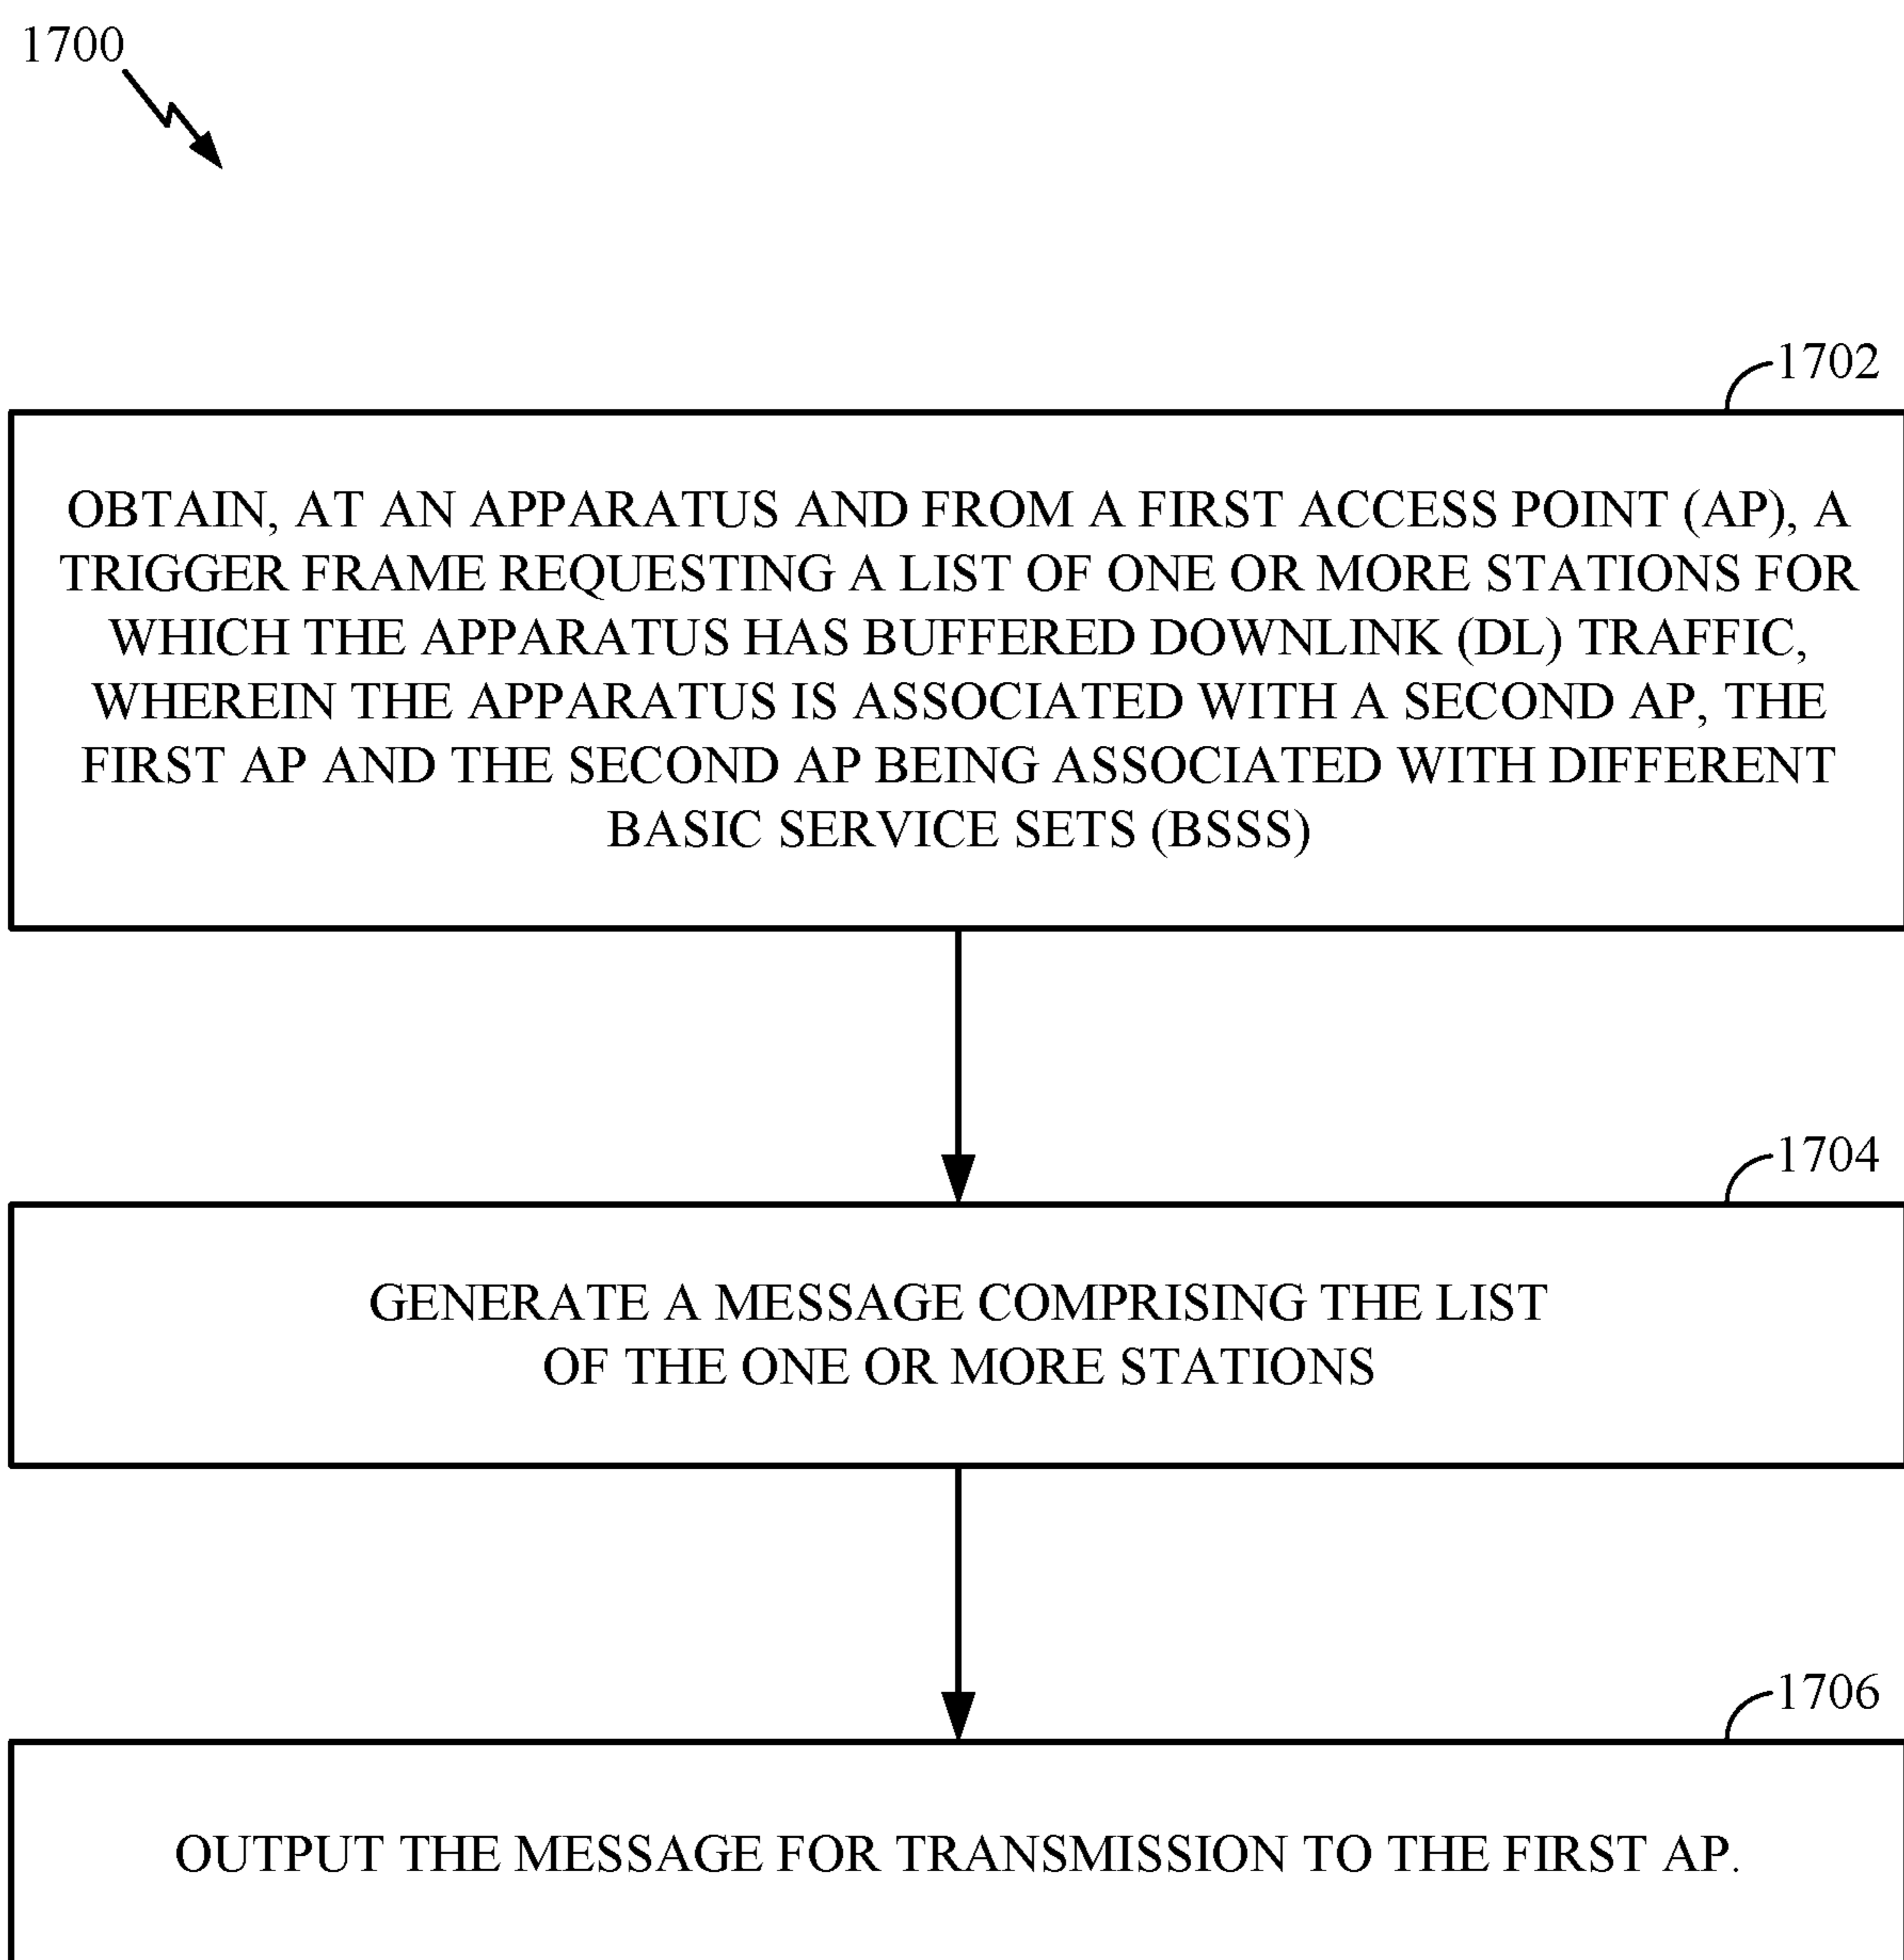 1700
1702
OBTAIN, AT AN APPARATUS AND FROM A FIRST ACCESS POINT (AP), A
TRIGGER FRAME REQUESTING A LIST OF ONE OR MORE STATIONS FOR
WHICH THE APPARATUS HAS BUFFERED DOWNLINK (DL) TRAFFIC,
WHEREIN THE APPARATUS IS ASSOCIATED WITH A SECOND AP, THE
FIRST AP AND THE SECOND AP BEING ASSOCIATED WITH DIFFERENT
BASIC SERVICE SETS (BSSS)
1704
GENERATE A MESSAGE COMPRISING THE LIST
OF THE ONE OR MORE STATIONS
1706
OUTPUT THE MESSAGE FOR TRANSMISSION TO THE FIRST AP.